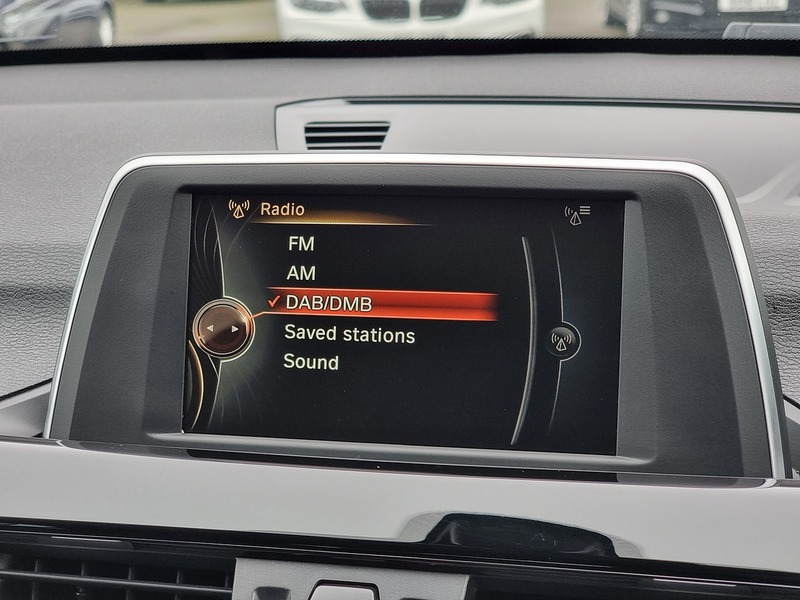 Radio
FM
AM
✓ DAB/DMB
Saved stations
Sound